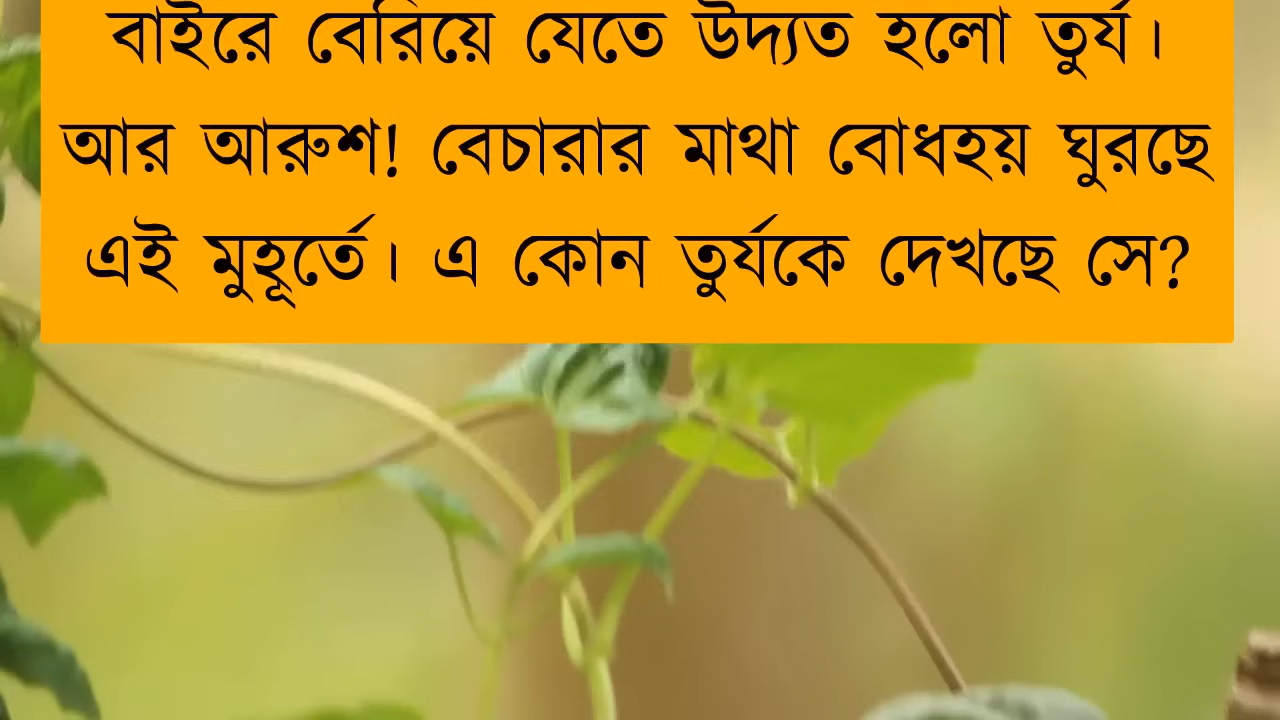 বাইরে বেরিয়ে যেতে উদ্যত হলো তুর্য।
আর আরুশ! বেচারার মাথা বোধহয় ঘুরছে
এই মুহূর্তে। এ কোন তুর্যকে দেখছে সে?